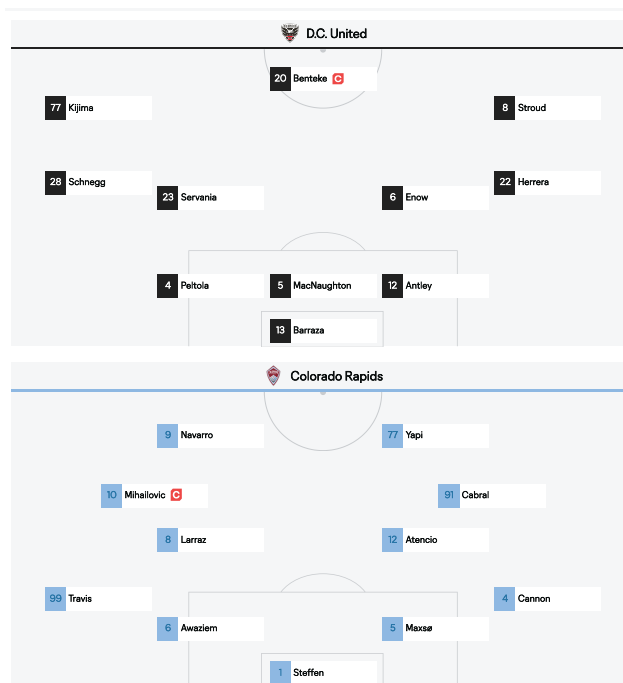 D.C. United
20 Benteke C
77 Kijima
8 Stroud
28 Schnegg
22 Herrera
23 Servania
6 Enow
4 Peltola
5 MacNaughton
12 Antley
13 Barraza
Colorado Rapids
9 Navarro
77 Yapi
10 Mihailovic C
91 Cabral
8 Larraz
12 Atencio
99 Travis
4 Cannon
6 Awaziem
5 Maxsø
1 Steffen